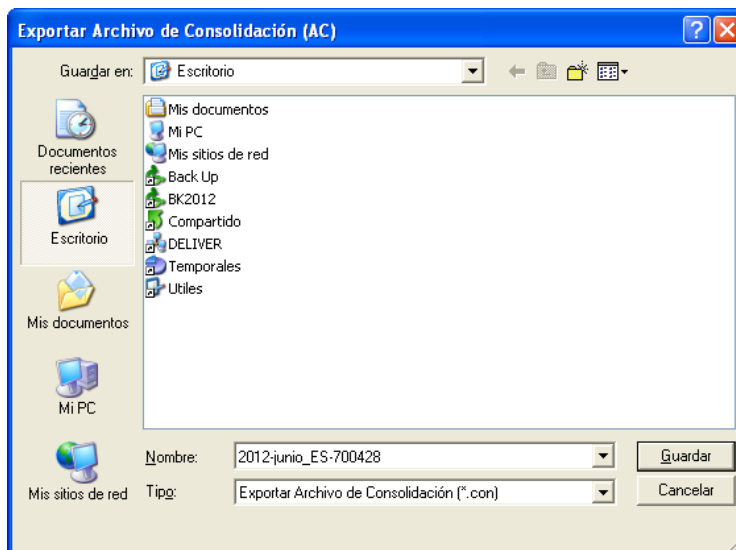 Exportar Archivo de Consolidación (AC)
Guardar en: Escritorio
Documentos
recientes
Escritorio
Mis documentos
Mi PC
Mis sitios de red
Mis documentos
Mi PC
Mis sitios de red
Back Up
BK2012
Compartido
DELIVER
Temporales
Utiles
Nombre: 2012-junio_ES-700428 Guardar
Tipo: Exportar Archivo de Consolidación (*.con) Cancelar